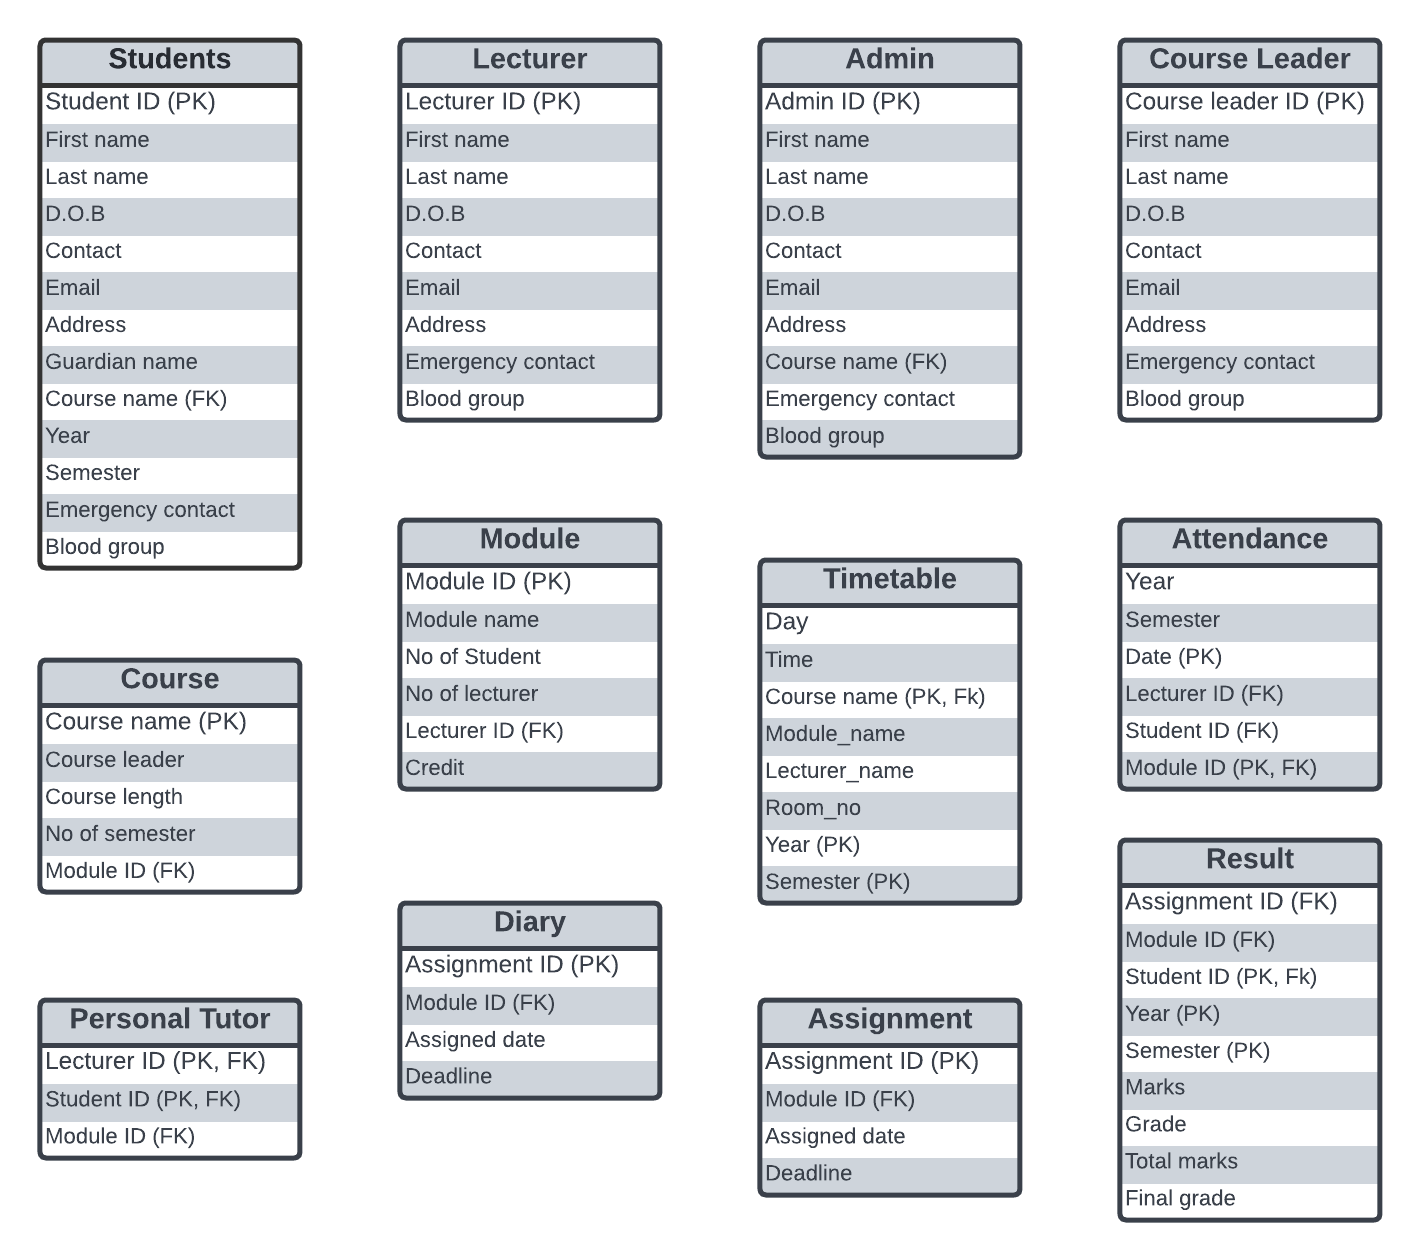 Students
Student ID (PK)
First name
Last name
D.O.B
Contact
Email
Address
Guardian name
Course name (FK)
Year
Semester
Emergency contact
Blood group
Lecturer
Lecturer ID (PK)
First name
Last name
D.O.B
Contact
Email
Address
Emergency contact
Blood group
Admin
Admin ID (PK)
First name
Last name
D.O.B
Contact
Email
Address
Course name (FK)
Emergency contact
Blood group
Course Leader
Course leader ID (PK)
First name
Last name
D.O.B
Contact
Email
Address
Emergency contact
Blood group
Module
Module ID (PK)
Module name
No of Student
No of lecturer
Lecturer ID (FK)
Credit
Timetable
Day
Time
Course name (PK, Fk)
Module_name
Lecturer_name
Room_no
Year (PK)
Semester (PK)
Attendance
Year
Semester
Date (PK)
Lecturer ID (FK)
Student ID (FK)
Module ID (PK, FK)
Course
Course name (PK)
Course leader
Course length
No of semester
Module ID (FK)
Diary
Assignment ID (PK)
Module ID (FK)
Assigned date
Deadline
Result
Assignment ID (FK)
Module ID (FK)
Student ID (PK, Fk)
Year (PK)
Semester (PK)
Marks
Grade
Total marks
Final grade
Personal Tutor
Lecturer ID (PK, FK)
Student ID (PK, FK)
Module ID (FK)
Assignment
Assignment ID (PK)
Module ID (FK)
Assigned date
Deadline